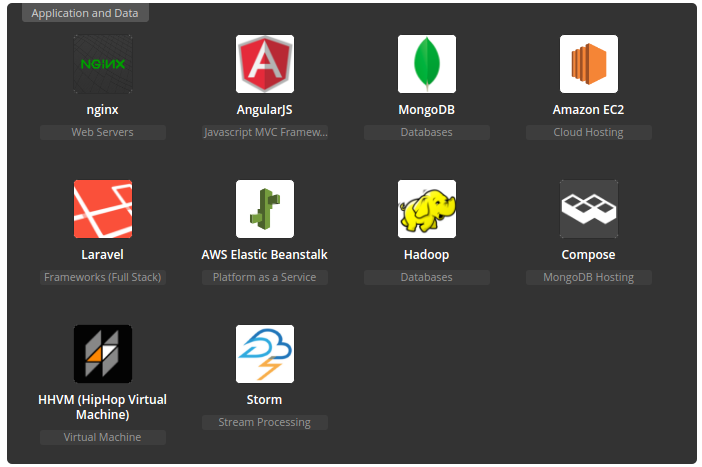 Application and Data
NGINX
nginx
AngularJS
MongoDB
Amazon EC2
Web Servers
Javascript MVC Framew...
Databases
Cloud Hosting
Laravel
AWS Elastic Beanstalk
Hadoop
Compose
Frameworks (Full Stack)
Platform as a Service
Databases
MongoDB Hosting
HHVM (HipHop Virtual
Machine)
Storm
Virtual Machine
Stream Processing